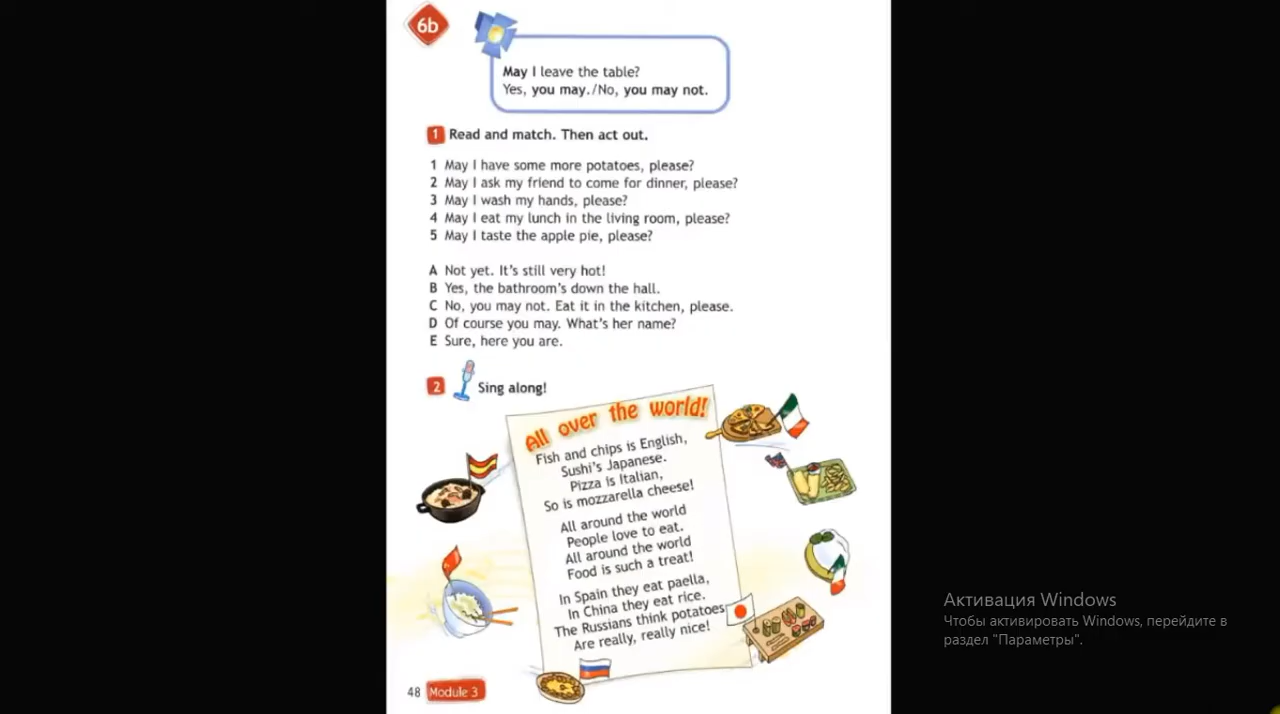 6b
May I leave the table?
Yes, you may./No, you may not.
1 Read and match. Then act out.
1 May I have some more potatoes, please?
2 May I ask my friend to come for dinner, please?
3 May I wash my hands, please?
4 May I eat my lunch in the living room, please?
5 May I taste the apple pie, please?
A Not yet. It's still very hot!
B Yes, the bathroom's down the hall.
C No, you may not. Eat it in the kitchen, please.
D Of course you may. What's her name?
E Sure, here you are.
2 Sing along!
All over the world!
Fish and chips is English,
Sushi's Japanese.
Pizza is Italian,
So is mozzarella cheese!
All around the world
People love to eat.
All around the world
Food is such a treat!
In Spain they eat paella,
In China they eat rice.
The Russians think potatoes
Are really, really nice!
48 Module 3
Активация Windows
Чтобы активировать Windows, перейдите в
раздел "Параметры".